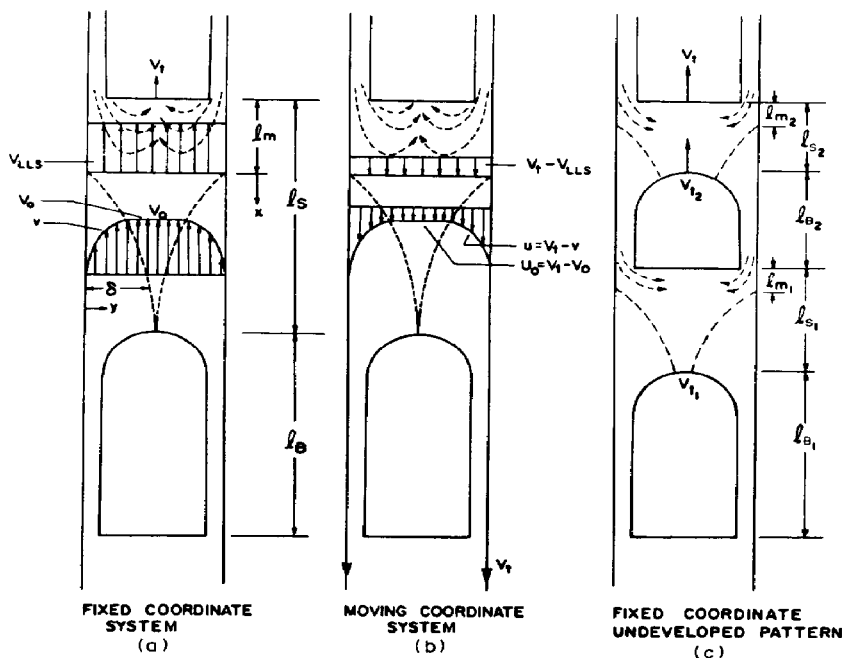 Vt
Vt
Vt
VLLS
ℓm
ℓS
Vt – VLLS
ℓm2
ℓS2
Vo
Vo
v
x
δ
y
u = Vt – v
Uo = Vt – Vo
Vt2
ℓB2
ℓm1
ℓS1
ℓB
Vt1
ℓB1
Vt
FIXED COORDINATE
SYSTEM
(a)
MOVING COORDINATE
SYSTEM
(b)
FIXED COORDINATE
UNDEVELOPED PATTERN
(c)